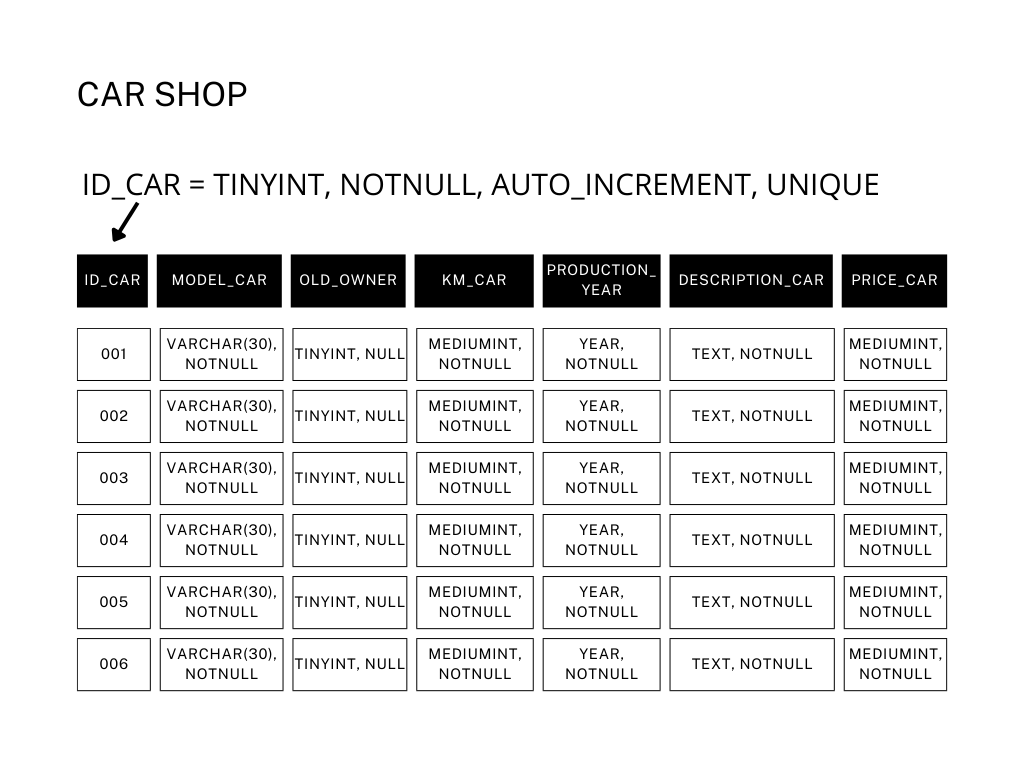 CAR SHOP
ID_CAR = TINYINT, NOTNULL, AUTO_INCREMENT, UNIQUE
ID_CAR MODEL_CAR OLD_OWNER KM_CAR PRODUCTION_ DESCRIPTION_CAR PRICE_CAR
YEAR
001 VARCHAR(30), TINYINT, NULL MEDIUMINT, YEAR, TEXT, NOTNULL MEDIUMINT,
NOTNULL NOTNULL NOTNULL NOTNULL
002 VARCHAR(30), TINYINT, NULL MEDIUMINT, YEAR, TEXT, NOTNULL MEDIUMINT,
NOTNULL NOTNULL NOTNULL NOTNULL
003 VARCHAR(30), TINYINT, NULL MEDIUMINT, YEAR, TEXT, NOTNULL MEDIUMINT,
NOTNULL NOTNULL NOTNULL NOTNULL
004 VARCHAR(30), TINYINT, NULL MEDIUMINT, YEAR, TEXT, NOTNULL MEDIUMINT,
NOTNULL NOTNULL NOTNULL NOTNULL
005 VARCHAR(30), TINYINT, NULL MEDIUMINT, YEAR, TEXT, NOTNULL MEDIUMINT,
NOTNULL NOTNULL NOTNULL NOTNULL
006 VARCHAR(30), TINYINT, NULL MEDIUMINT, YEAR, TEXT, NOTNULL MEDIUMINT,
NOTNULL NOTNULL NOTNULL NOTNULL